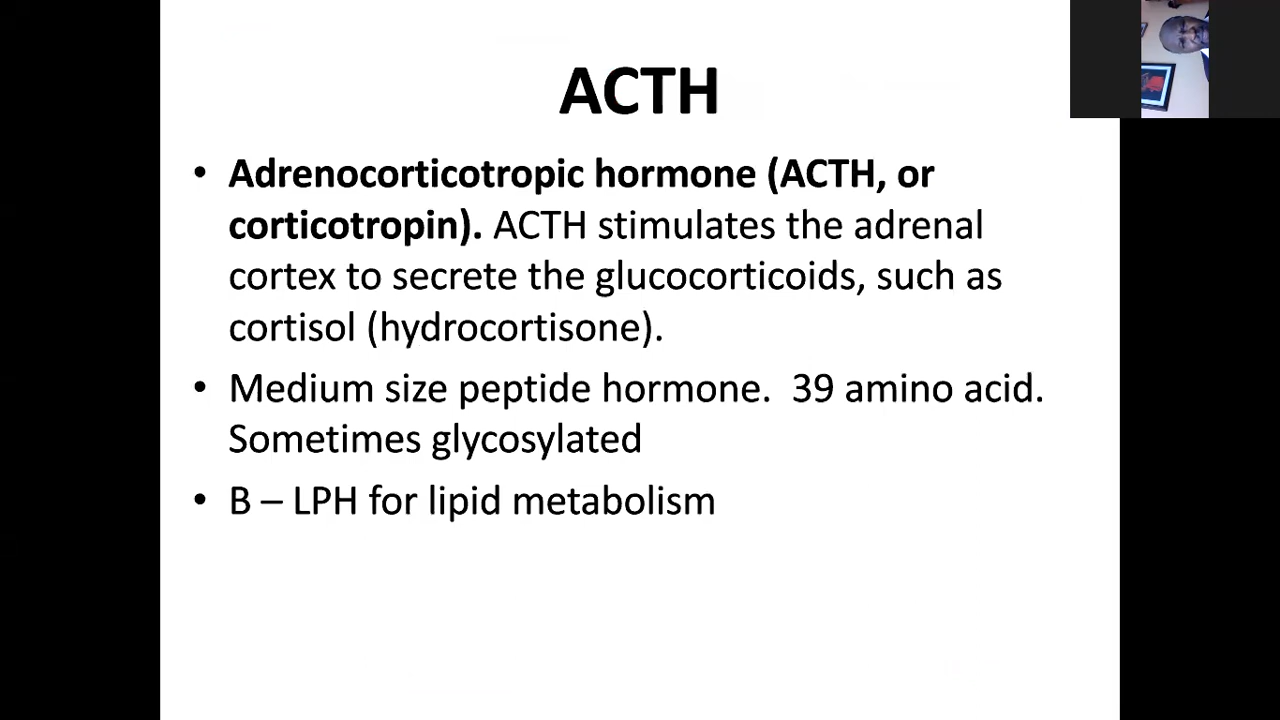 ACTH
• Adrenocorticotropic hormone (ACTH, or
corticotropin). ACTH stimulates the adrenal
cortex to secrete the glucocorticoids, such as
cortisol (hydrocortisone).
• Medium size peptide hormone.  39 amino acid.
Sometimes glycosylated
• B – LPH for lipid metabolism